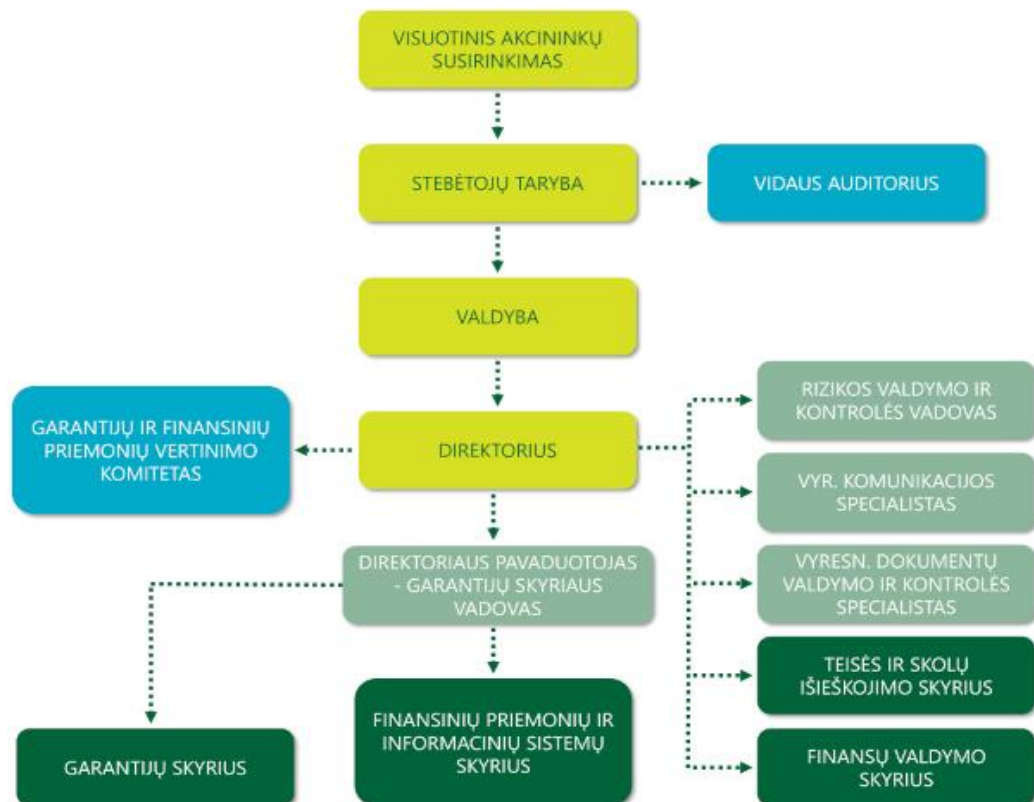 VISUOTINIS AKCININKŲ
SUSIRINKIMAS
STEBĖTOJŲ TARYBA
VIDAUS AUDITORIUS
VALDYBA
GARANTIJŲ IR FINANSINIŲ
PRIEMONIŲ VERTINIMO
KOMITETAS
DIREKTORIUS
RIZIKOS VALDYMO IR
KONTROLĖS VADOVAS
VYR. KOMUNIKACIJOS
SPECIALISTAS
DIREKTORIAUS PAVADUOTOJAS
- GARANTIJŲ SKYRIAUS
VADOVAS
VYRESN. DOKUMENTŲ
VALDYMO IR KONTROLĖS
SPECIALISTAS
TEISĖS IR SKOLŲ
IŠIEŠKOJIMO SKYRIUS
GARANTIJŲ SKYRIUS
FINANSINIŲ PRIEMONIŲ IR
INFORMACINIŲ SISTEMŲ
SKYRIUS
FINANSŲ VALDYMO
SKYRIUS